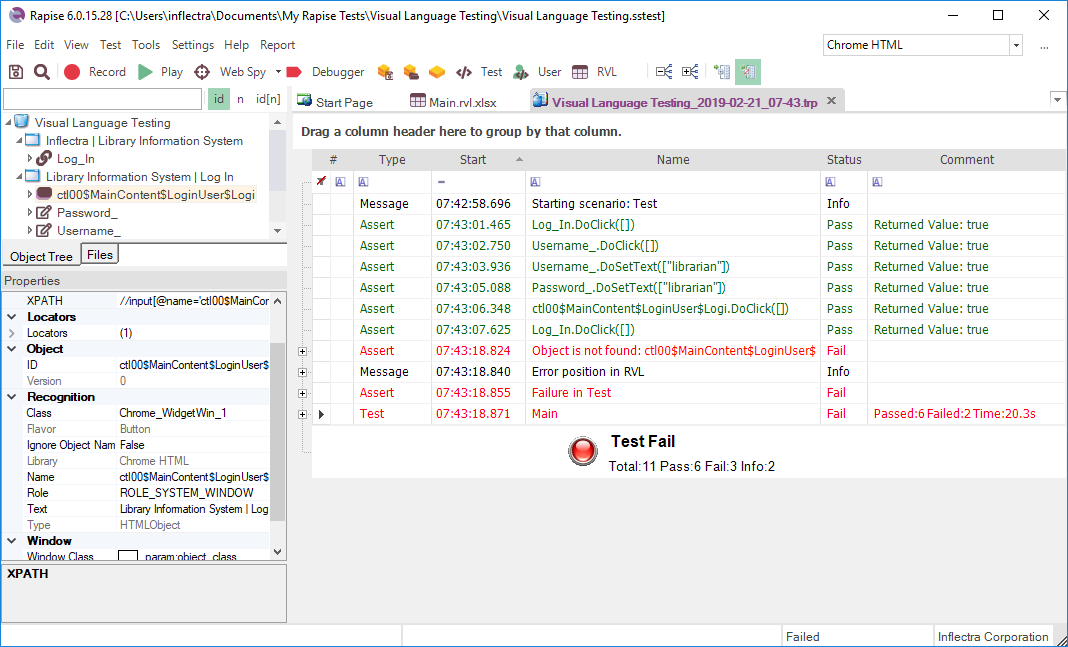 Rapise 6.0.15.28 [C:\Users\inflectra\Documents\My Rapise Tests\Visual Language Testing\Visual Language Testing.sstest]
File Edit View Test Tools Settings Help Report
Chrome HTML
...
Record Play Web Spy Debugger Test User RVL
id n id[n]
Visual Language Testing
Inflectra | Library Information System
Log_In
Library Information System | Log In
ctl00$MainContent$LoginUser$Logi
Password_
Username_
Object Tree Files
Properties
XPATH //input[@name='ctl00$MainCor
Locators
Locators (1)
Object
ID ctl00$MainContent$LoginUser$
Version 0
Recognition
Class Chrome_WidgetWin_1
Flavor Button
Ignore Object Nam False
Library Chrome HTML
Name ctl00$MainContent$LoginUser$
Role ROLE_SYSTEM_WINDOW
Text Library Information System | Log
Type HTMLObject
Window
Window Class param:object_class
XPATH
Start Page Main.rvl.xlsx Visual Language Testing_2019-02-21_07-43.trp
Drag a column header here to group by that column.
# Type Start Name Status Comment
Message 07:42:58.696 Starting scenario: Test Info
Assert 07:43:01.465 Log_In.DoClick([]) Pass Returned Value: true
Assert 07:43:02.750 Username_.DoClick([]) Pass Returned Value: true
Assert 07:43:03.936 Username_.DoSetText(["librarian"]) Pass Returned Value: true
Assert 07:43:05.088 Password_.DoSetText(["librarian"]) Pass Returned Value: true
Assert 07:43:06.348 ctl00$MainContent$LoginUser$Logi.DoClick([]) Pass Returned Value: true
Assert 07:43:07.625 Log_In.DoClick([]) Pass Returned Value: true
Assert 07:43:18.824 Object is not found: ctl00$MainContent$LoginUser$ Fail
Message 07:43:18.840 Error position in RVL Info
Assert 07:43:18.855 Failure in Test Fail
Test 07:43:18.871 Main Fail Passed:6 Failed:2 Time:20.3s
Test Fail
Total:11 Pass:6 Fail:3 Info:2
Failed Inflectra Corporation